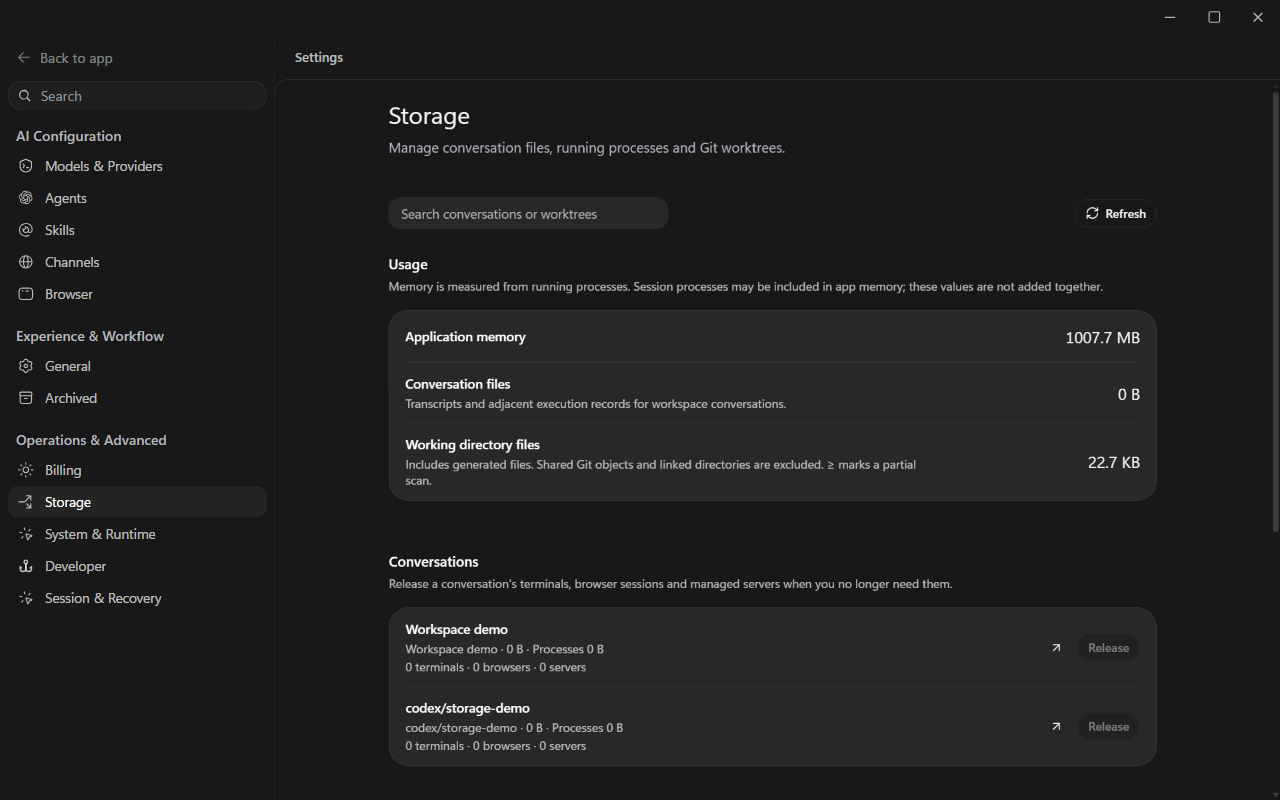 Back to app
Search
AI Configuration
Models & Providers
Agents
Skills
Channels
Browser
Experience & Workflow
General
Archived
Operations & Advanced
Billing
Storage
System & Runtime
Developer
Session & Recovery
Settings
Storage
Manage conversation files, running processes and Git worktrees.
Search conversations or worktrees
Refresh
Usage
Memory is measured from running processes. Session processes may be included in app memory; these values are not added together.
Application memory
1007.7 MB
Conversation files
Transcripts and adjacent execution records for workspace conversations.
0 B
Working directory files
Includes generated files. Shared Git objects and linked directories are excluded. ≥ marks a partial
scan.
22.7 KB
Conversations
Release a conversation's terminals, browser sessions and managed servers when you no longer need them.
Workspace demo
Workspace demo · 0 B · Processes 0 B
0 terminals · 0 browsers · 0 servers
Release
codex/storage-demo
codex/storage-demo · 0 B · Processes 0 B
0 terminals · 0 browsers · 0 servers
Release